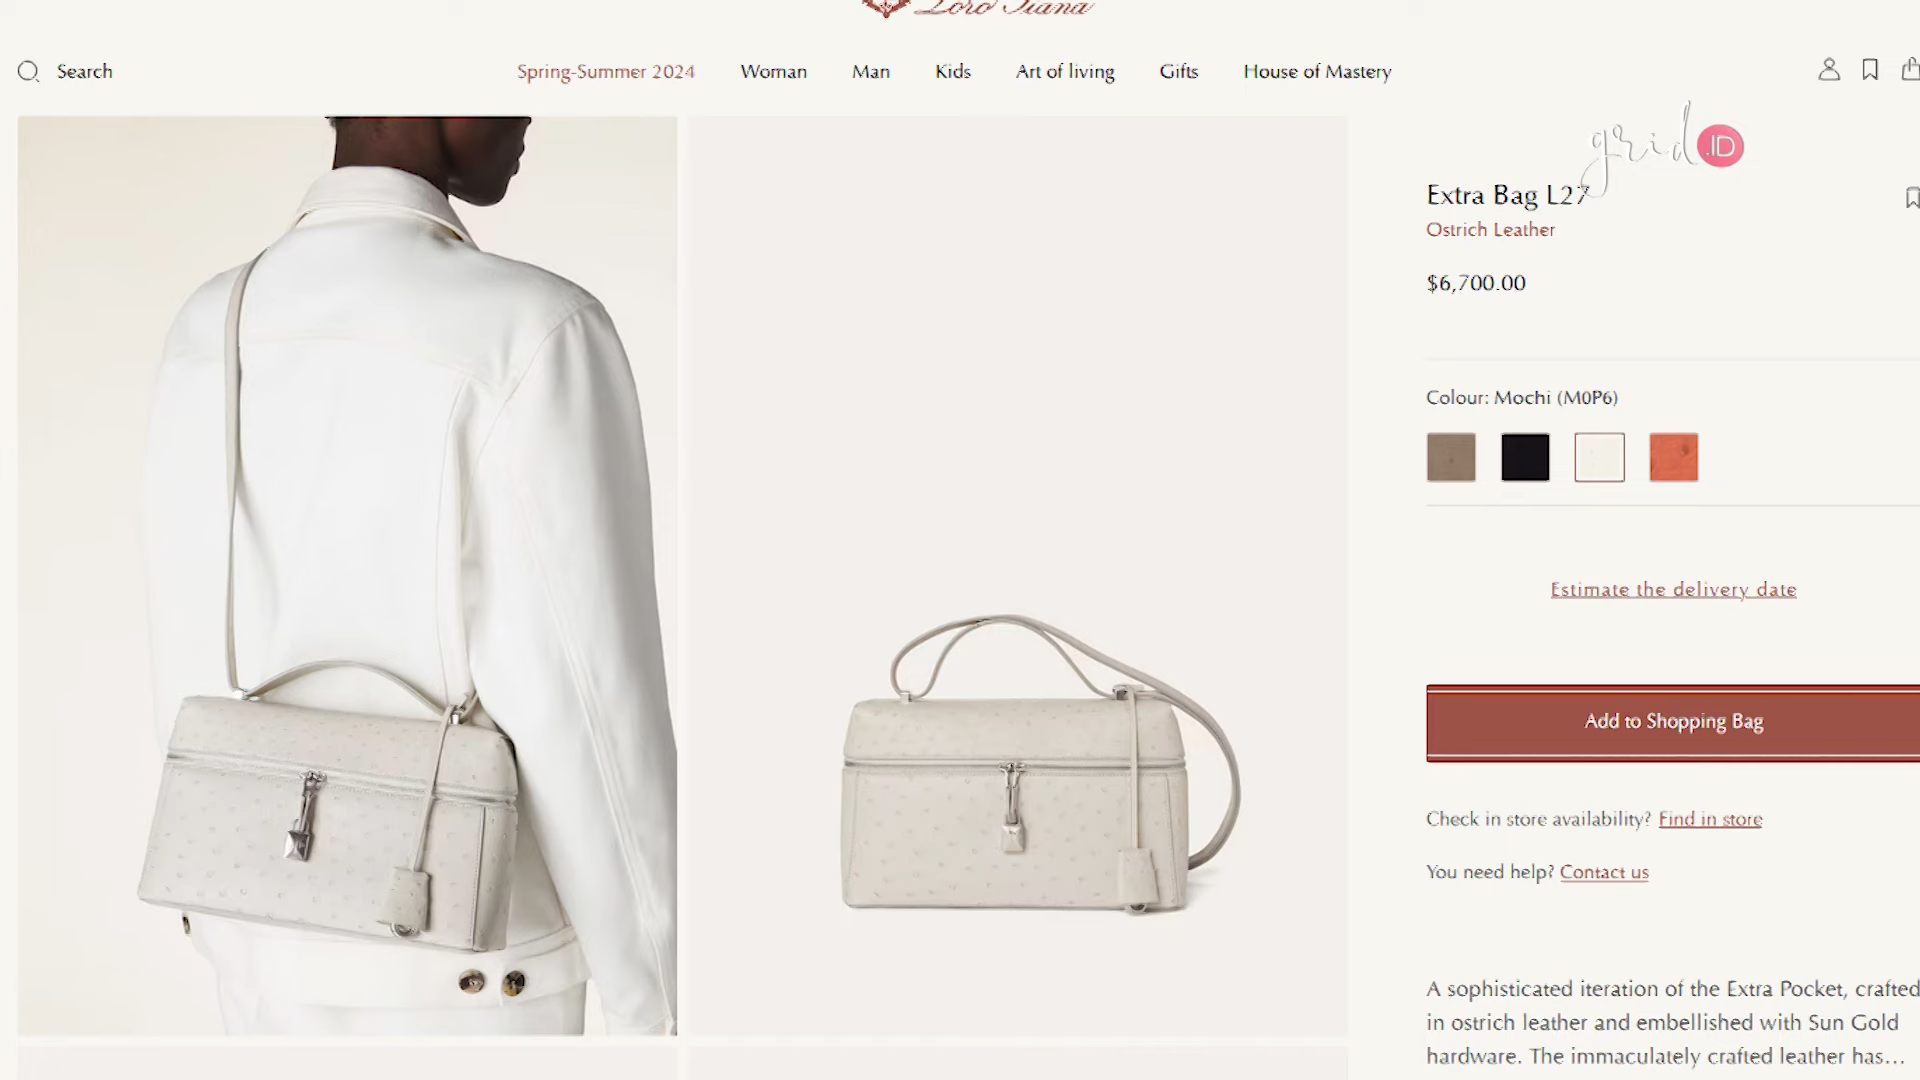 Loro Piana
Search
Spring-Summer 2024
Woman
Man
Kids
Art of living
Gifts
House of Mastery
grid.ID
Extra Bag L27
Ostrich Leather
$6,700.00
Colour: Mochi (M0P6)
Estimate the delivery date
Add to Shopping Bag
Check in store availability? Find in store
You need help? Contact us
A sophisticated iteration of the Extra Pocket, crafted
in ostrich leather and embellished with Sun Gold
hardware. The immaculately crafted leather has...